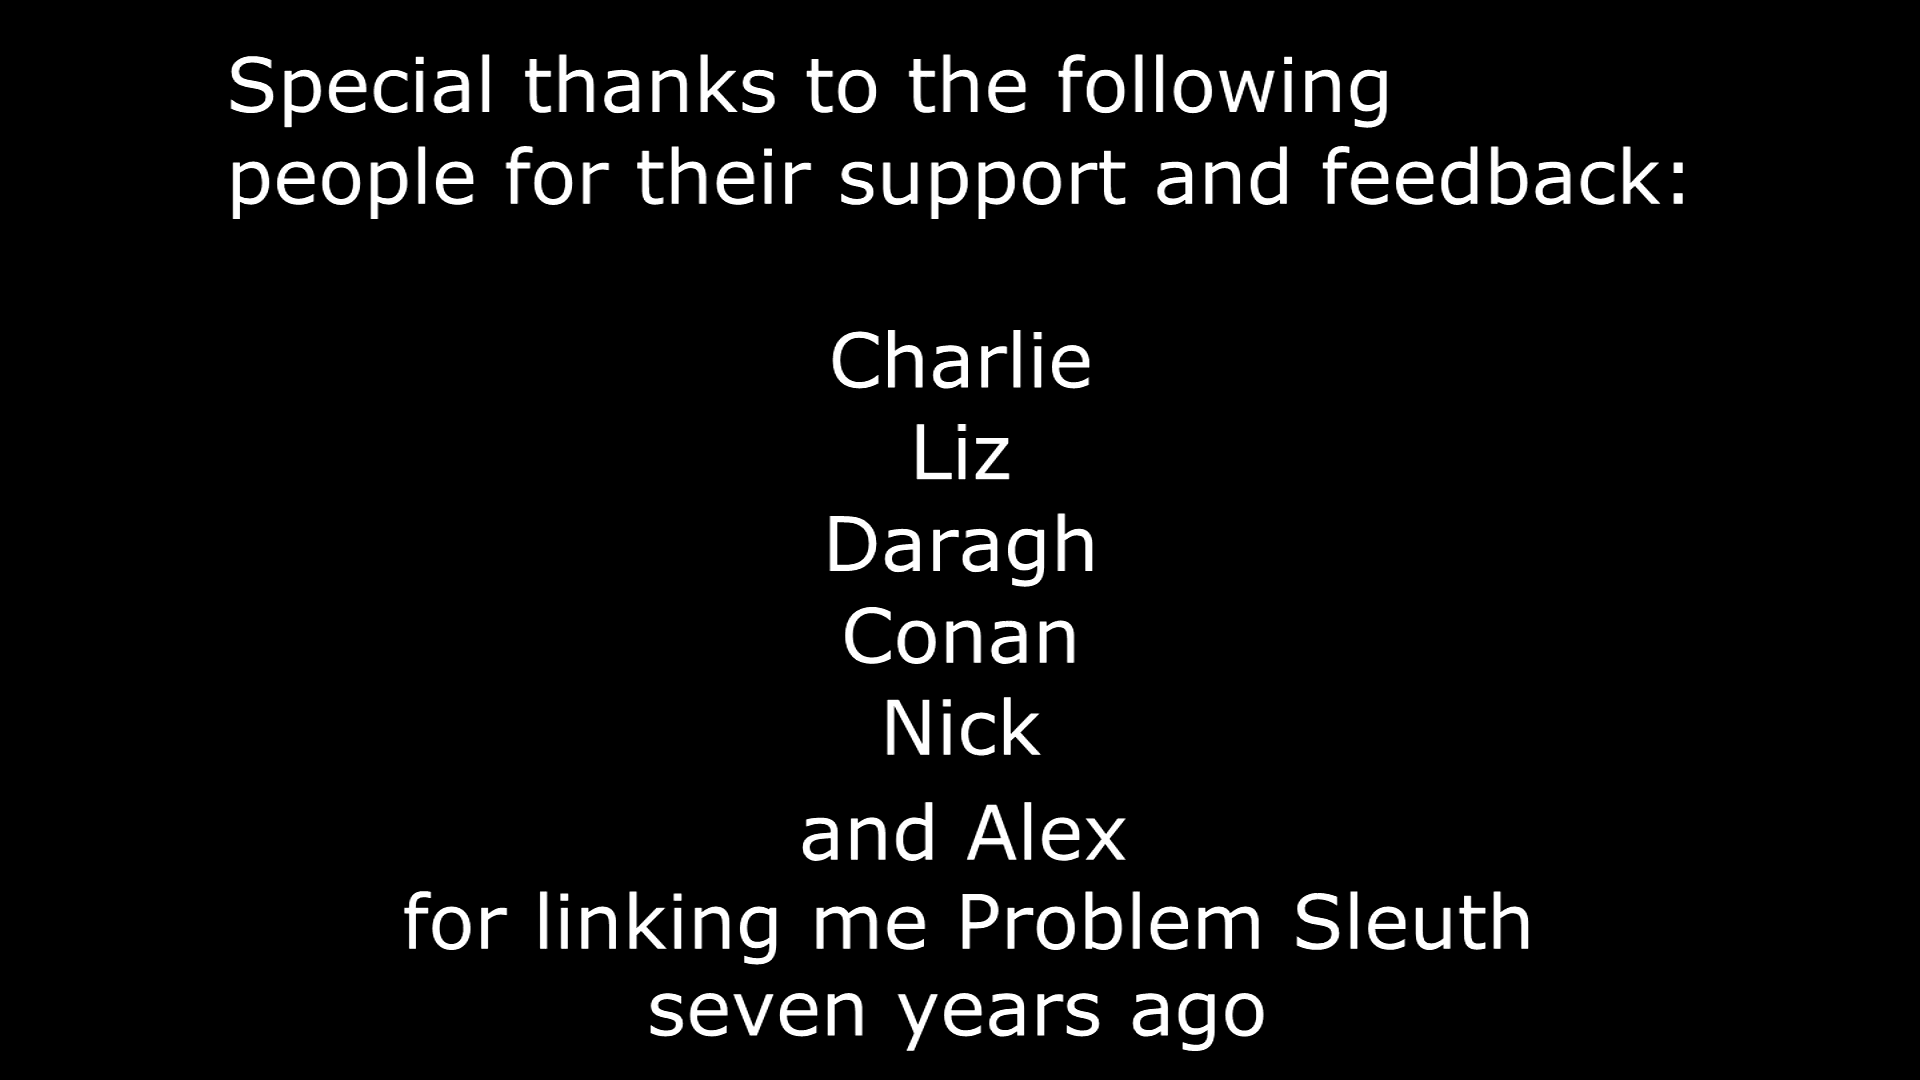 Special thanks to the following
people for their support and feedback:
Charlie
Liz
Daragh
Conan
Nick
and Alex
for linking me Problem Sleuth
seven years ago